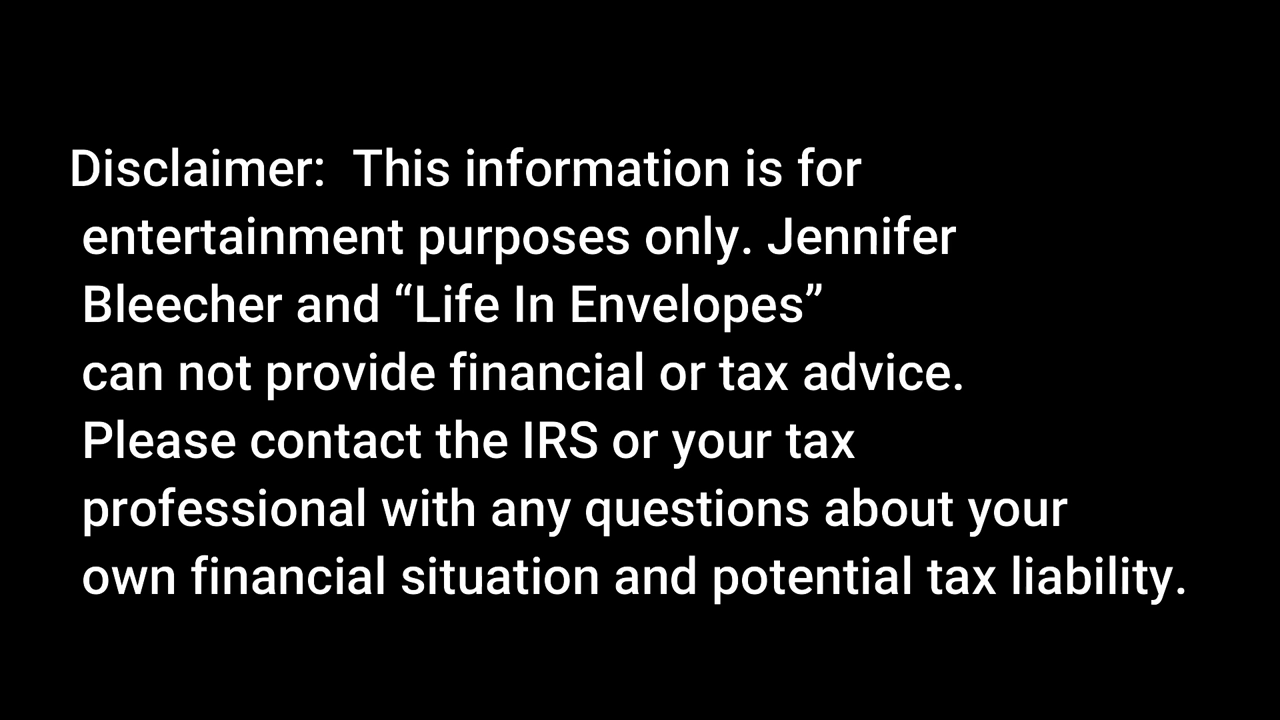 Disclaimer:  This information is for
entertainment purposes only. Jennifer
Bleecher and “Life In Envelopes”
can not provide financial or tax advice.
Please contact the IRS or your tax
professional with any questions about your
own financial situation and potential tax liability.